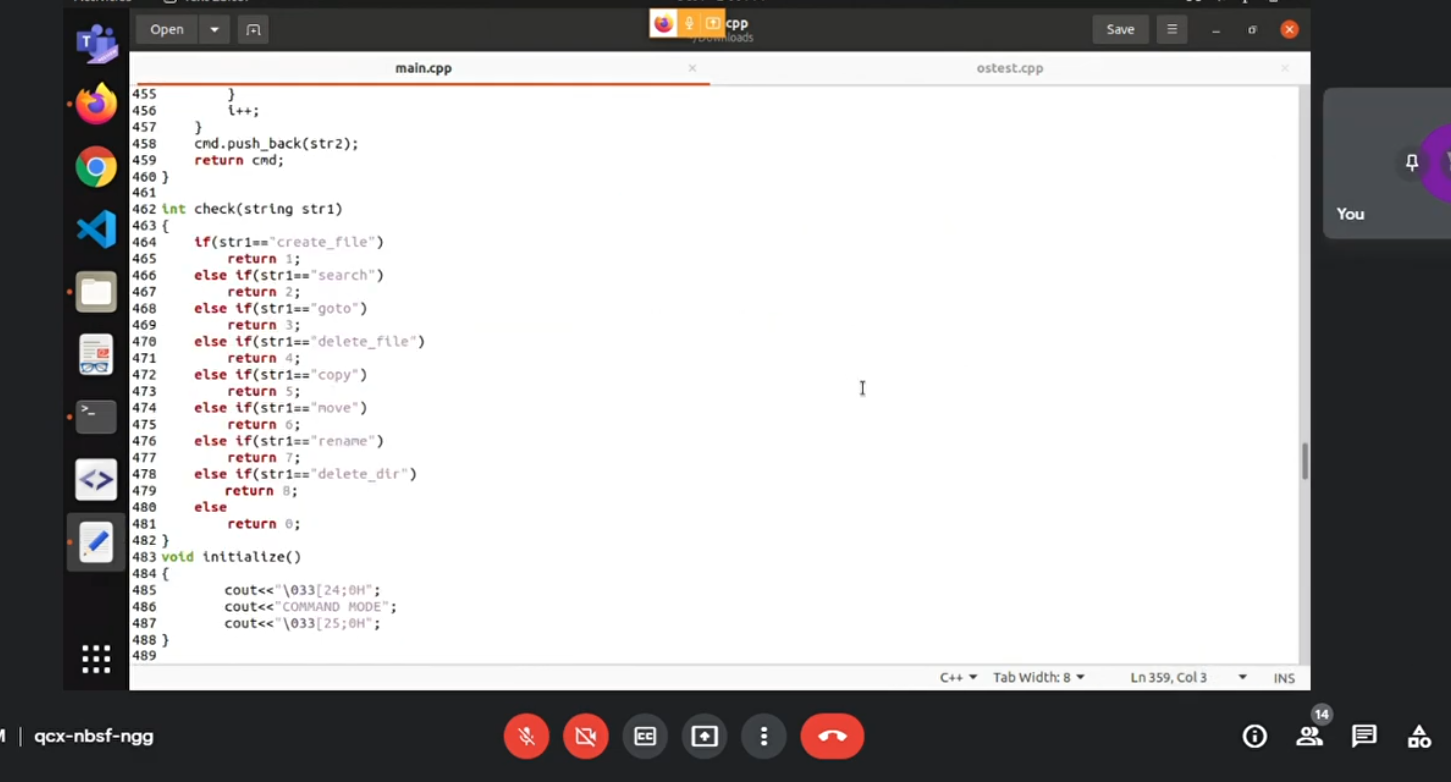 Open
cpp
~/Downloads
Save
main.cpp
ostest.cpp
455         }
456         i++;
457     }
458     cmd.push_back(str2);
459     return cmd;
460 }
461
462 int check(string str1)
463 {
464     if(str1=="create_file")
465         return 1;
466     else if(str1=="search")
467         return 2;
468     else if(str1=="goto")
469         return 3;
470     else if(str1=="delete_file")
471         return 4;
472     else if(str1=="copy")
473         return 5;
474     else if(str1=="move")
475         return 6;
476     else if(str1=="rename")
477         return 7;
478     else if(str1=="delete_dir")
479         return 8;
480     else
481         return 0;
482 }
483 void initialize()
484 {
485         cout<<"\033[24;0H";
486         cout<<"COMMAND MODE";
487         cout<<"\033[25;0H";
488 }
489
C++ Tab Width: 8 Ln 359, Col 3 INS
You
qcx-nbsf-ngg
14